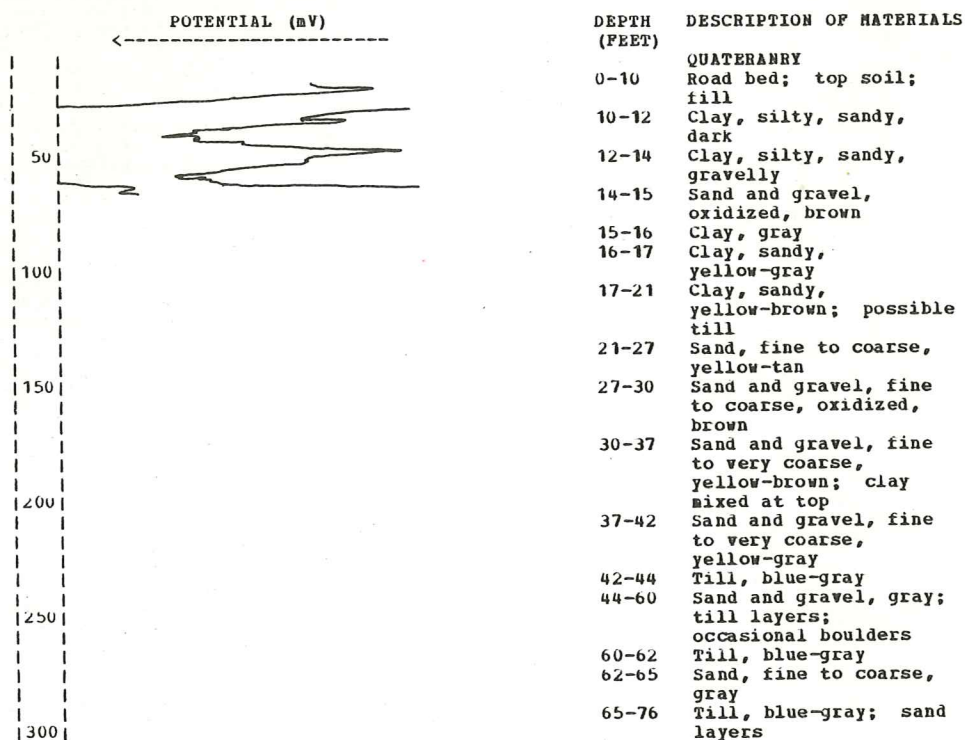 POTENTIAL (mV)
<--------------------------
50
100
150
200
250
300
DEPTH DESCRIPTION OF MATERIALS
(FEET)
QUATERANRY
0-10 Road bed; top soil;
fill
10-12 Clay, silty, sandy,
dark
12-14 Clay, silty, sandy,
gravelly
14-15 Sand and gravel,
oxidized, brown
15-16 Clay, gray
16-17 Clay, sandy,
yellow-gray
17-21 Clay, sandy,
yellow-brown; possible
till
21-27 Sand, fine to coarse,
yellow-tan
27-30 Sand and gravel, fine
to coarse, oxidized,
brown
30-37 Sand and gravel, fine
to very coarse,
yellow-brown; clay
mixed at top
37-42 Sand and gravel, fine
to very coarse,
yellow-gray
42-44 Till, blue-gray
44-60 Sand and gravel, gray;
till layers;
occasional boulders
60-62 Till, blue-gray
62-65 Sand, fine to coarse,
gray
65-76 Till, blue-gray; sand
layers